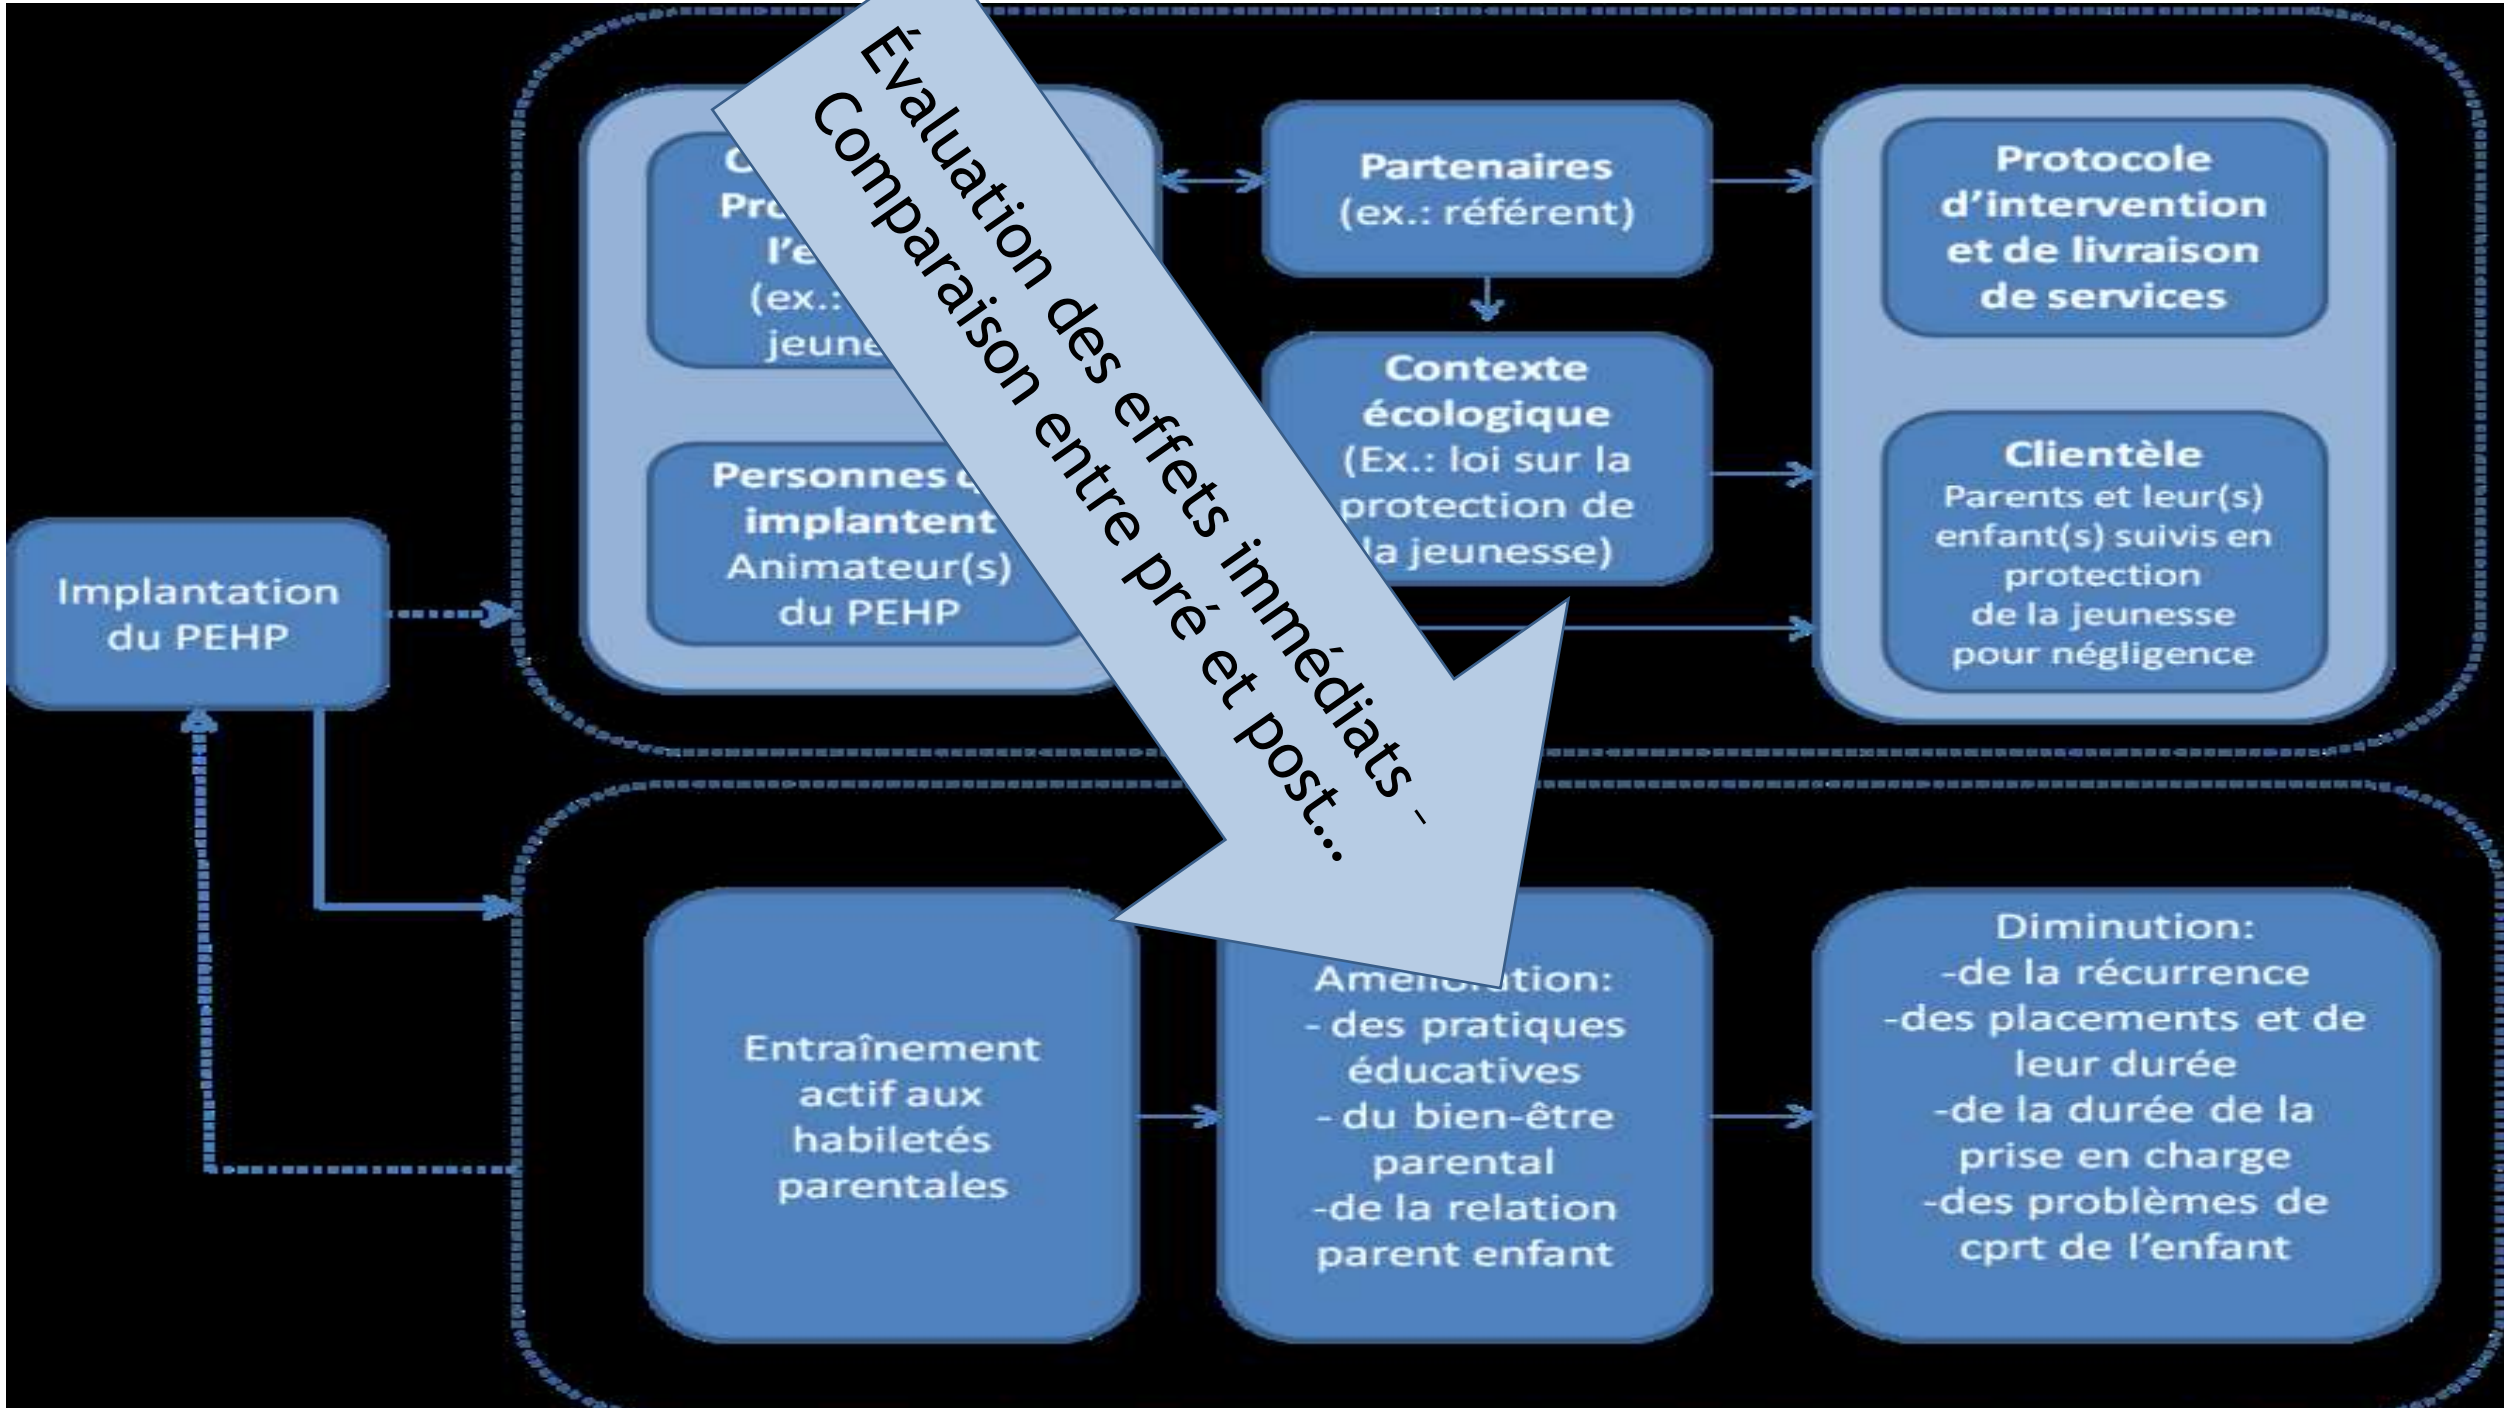 Évaluation des effets immédiats -
Comparaison entre pré et post...
(ex.:
Personnes
implantent
Animateur(s)
du PEHP
Partenaires
(ex.: référent)
Contexte
écologique
(Ex.: loi sur la
protection de
la jeunesse)
Protocole
d'intervention
et de livraison
de services
Clientèle
Parents et leur(s)
enfant(s) suivis en
protection
de la jeunesse
pour négligence
Implantation
du PEHP
Entraînement
actif aux
habiletés
parentales
Amélioration:
- des pratiques
éducatives
- du bien-être
parental
-de la relation
parent enfant
Diminution:
-de la récurrence
-des placements et de
leur durée
-de la durée de la
prise en charge
-des problèmes de
cprt de l'enfant